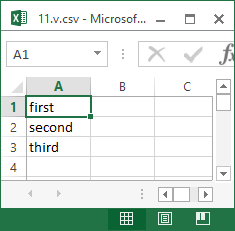 11.v.csv - Microsof...
A1
A B C
1 first
2 second
3 third
4